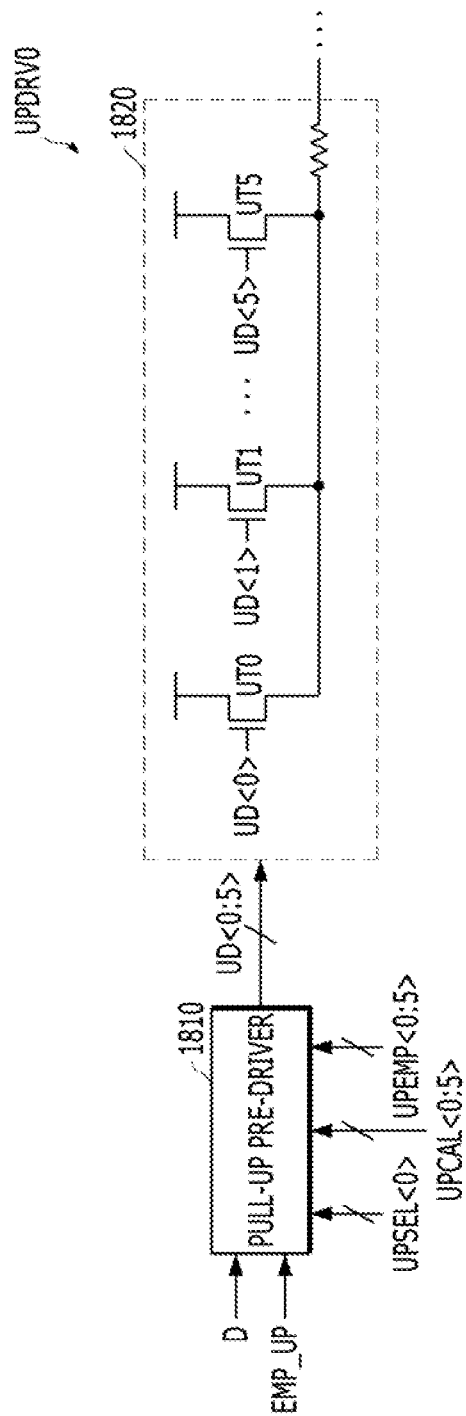 UPDRV0
1820
UT5
UD<5>
. . .
UT1
UD<1>
UT0
UD<0>
. . .
UD<0:5>
1810
PULL-UP PRE-DRIVER
D
EMP_UP
UPSEL<0>
UPCAL<0:5>
UPEMP<0:5>